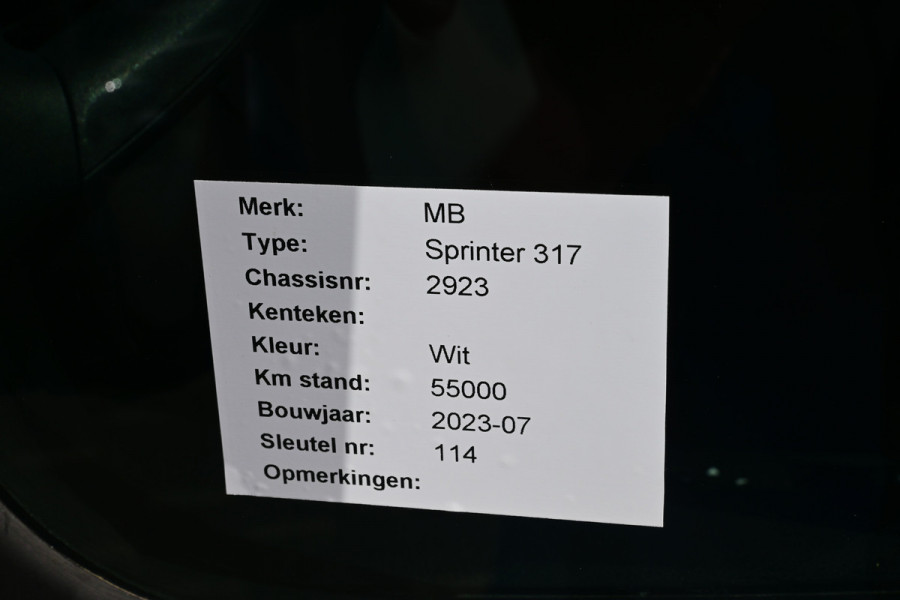 Merk: MB
Type: Sprinter 317
Chassisnr: 2923
Kenteken:
Kleur: Wit
Km stand: 55000
Bouwjaar: 2023-07
Sleutel nr: 114
Opmerkingen: